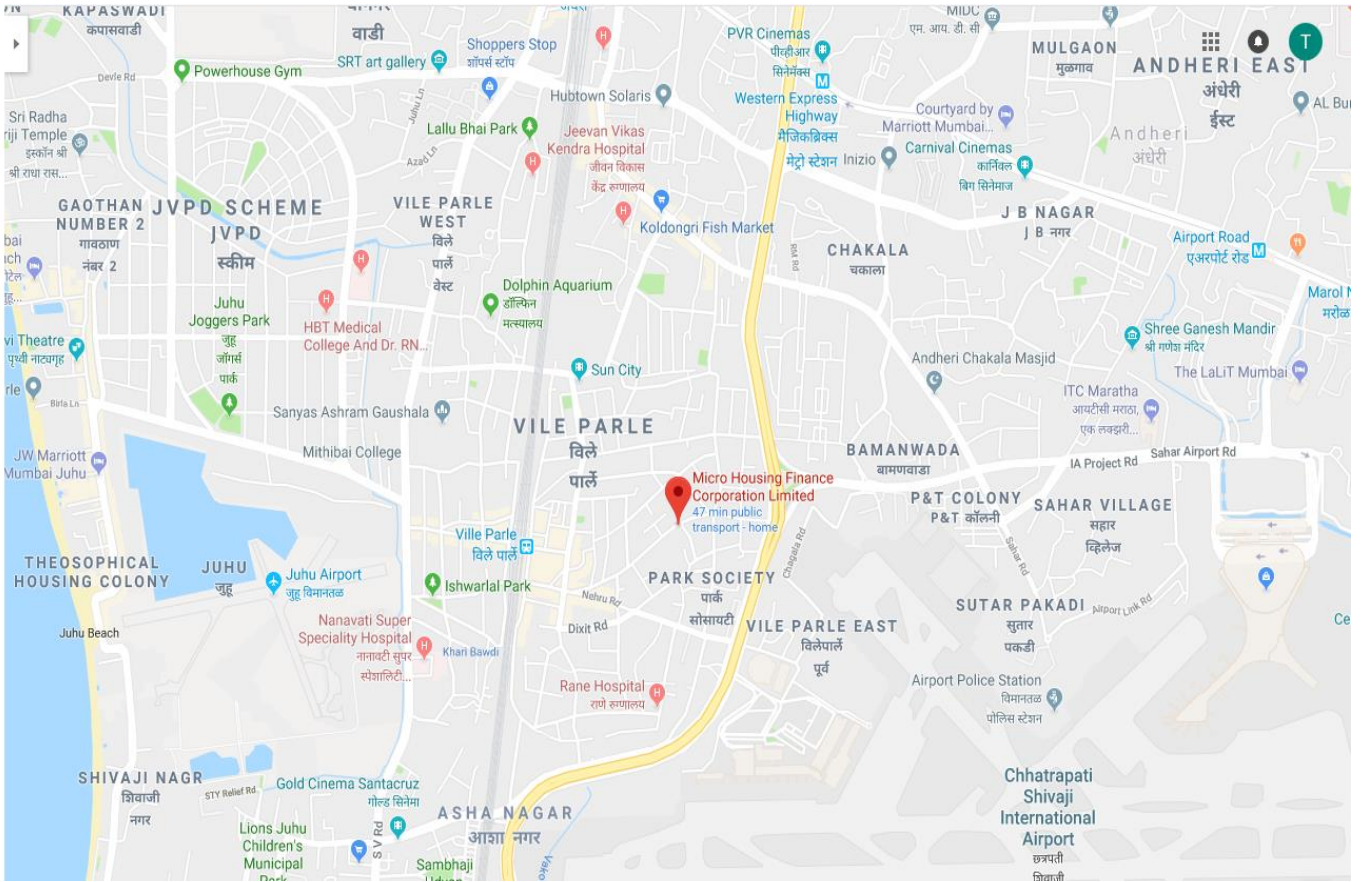 KAPASWADI
कपासवाडी
वाडी
MIDC
एम. आय. डी. सी
T
Shoppers Stop
शॉपर्स स्टॉप
PVR Cinemas
पीव्हीआर
सिनेमॅक्स
MULGAON
मुळगाव
ANDHERI EAST
अंधेरी
ईस्ट
SRT art gallery
Powerhouse Gym
Devle Rd
Juhu Ln
Hubtown Solaris
Western Express
Highway
मॅजिकब्रिक्स
मेट्रो स्टेशन
Courtyard by
Marriott Mumbai...
AL
Sri Radha
इस्कॉन श्री
श्री राधा रास...
Lallu Bhai Park
Azad Ln
Jeevan Vikas
Kendra Hospital
जीवन विकास
केंद्र रुग्णालय
Inizio
Carnival Cinemas
कार्निवल
बिग सिनेमाज
Andheri
अंधेरी
GAOTHAN
NUMBER 2
गावठाण
नंबर 2
JVPD SCHEME
JVPD
स्कीम
VILE PARLE
WEST
विले
पार्ले
वेस्ट
Koldongri Fish Market
J B NAGAR
J B नगर
CHAKALA
चकाला
RM Rd
Airport Road
एअरपोर्ट रोड
Marol
मरोळ
Juhu
Joggers Park
जुहू
जॉगर्स
पार्क
HBT Medical
College And Dr. RN...
Dolphin Aquarium
डॉल्फिन
मत्स्यालय
Shree Ganesh Mandir
श्री गणेश मंदिर
Theatre
पृथ्वी नाट्यगृह
Birla Ln
Sun City
Andheri Chakala Masjid
The LaLiT Mumbai
ITC Maratha
आयटीसी मराठा,
एक लक्झरी...
Sanyas Ashram Gaushala
Mithibai College
VILE PARLE
विले
पार्ले
JW Marriott
Mumbai Juhu
BAMANWADA
बामणवाडा
IA Project Rd
Sahar Airport Rd
Micro Housing Finance
Corporation Limited
47 min public
transport - home
P&T COLONY
P&T कॉलनी
SAHAR VILLAGE
सहार
व्हिलेज
Ville Parle
विले पार्ले
Chagala Rd
Sahar Rd
THEOSOPHICAL
HOUSING COLONY
JUHU
जुहू
Juhu Airport
जुहू विमानतळ
Ishwarlal Park
PARK SOCIETY
पार्क
सोसायटी
Nehru Rd
Dixit Rd
SUTAR PAKADI
सुतार
पकडी
Airport Link Rd
Juhu Beach
Nanavati Super
Speciality Hospital
नानावटी सुपर
स्पेशालिटी...
Khari Bawdi
VILE PARLE EAST
विलेपार्ले
पूर्व
Rane Hospital
राणे रुग्णालय
Airport Police Station
विमानतळ
पोलिस स्टेशन
SHIVAJI NAGR
शिवाजी
नगर
STY Relief Rd
Gold Cinema Santacruz
गोल्ड सिनेमा
S V Rd
ASHA NAGAR
आशा नगर
Chhatrapati
Shivaji
International
Airport
छत्रपती
शिवाजी
Lions Juhu
Children's
Municipal
Park
Sambhaji